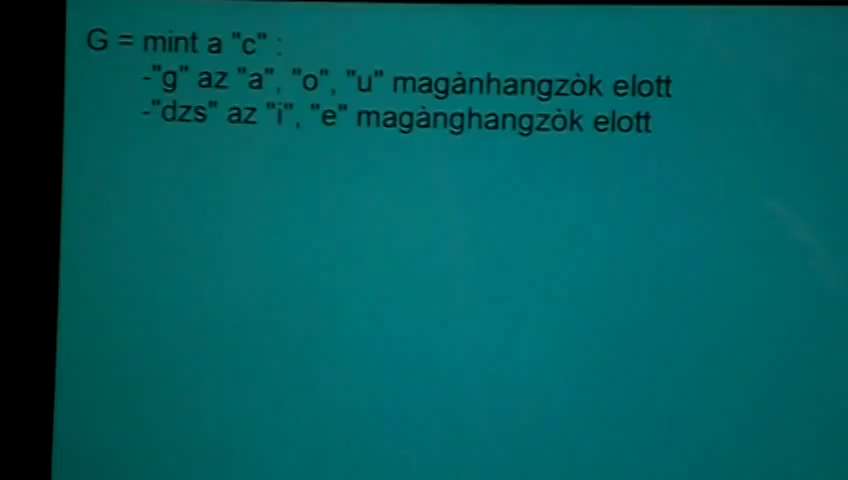 G = mint a "c" :
-"g" az "a", "o", "u" magànhangzòk elott
-"dzs" az "i", "e" magànghangzòk elott